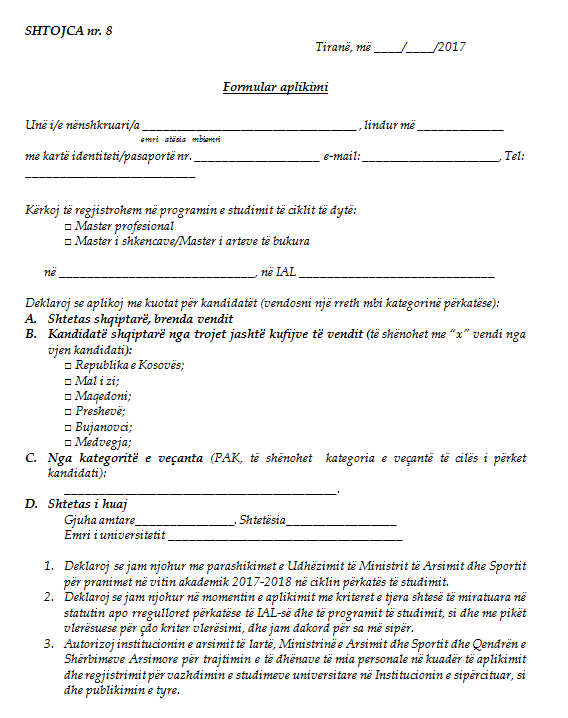 SHTOJCA nr. 8
Tiranë, më ____/____/2017
Formular aplikimi
Unë i/e nënshkruari/a _______________________________, lindur më _____________
emri atësia mbiemri
me kartë identiteti/pasaportë nr. __________________ e-mail:____________________, Tel:
_________________________
Kërkoj të regjistrohem në programin e studimit të ciklit të dytë:
□ Master profesional
□ Master i shkencave/Master i arteve të bukura
në ____________________________, në IAL ____________________________
Deklaroj se aplikoj me kuotat për kandidatët (vendosni një rreth mbi kategorinë përkatëse):
A. Shtetas shqiptarë, brenda vendit
B. Kandidatë shqiptarë nga trojet jashtë kufijve të vendit (të shënohet me “x” vendi nga
vjen kandidati):
□ Republika e Kosovës;
□ Mal i zi;
□ Maqedoni;
□ Preshevë;
□ Bujanovci;
□ Medvegja;
C. Nga kategoritë e veçanta (PAK, të shënohet kategoria e veçantë të cilës i përket
kandidati):
________________________________________.
D. Shtetas i huaj
Gjuha amtare_______________. Shtetësia________________
Emri i universitetit __________________________________
1. Deklaroj se jam njohur me parashikimet e Udhëzimit të Ministrit të Arsimit dhe Sportit
për pranimet në vitin akademik 2017-2018 në ciklin përkatës të studimit.
2. Deklaroj se jam njohur në momentin e aplikimit me kriteret e tjera shtesë të miratuara në
statutin apo rregulloret përkatëse të IAL-së dhe të programit të studimit, si dhe me pikët
vlerësuese për çdo kriter vlerësimi, dhe jam dakord për sa më sipër.
3. Autorizoj institucionin e arsimit të lartë, Ministrinë e Arsimit dhe Sportit dhe Qendrën e
Shërbimeve Arsimore për trajtimin e të dhënave të mia personale në kuadër të aplikimit
dhe regjistrimit për vazhdimin e studimeve universitare në Institucionin e sipërcituar, si
dhe publikimin e tyre.